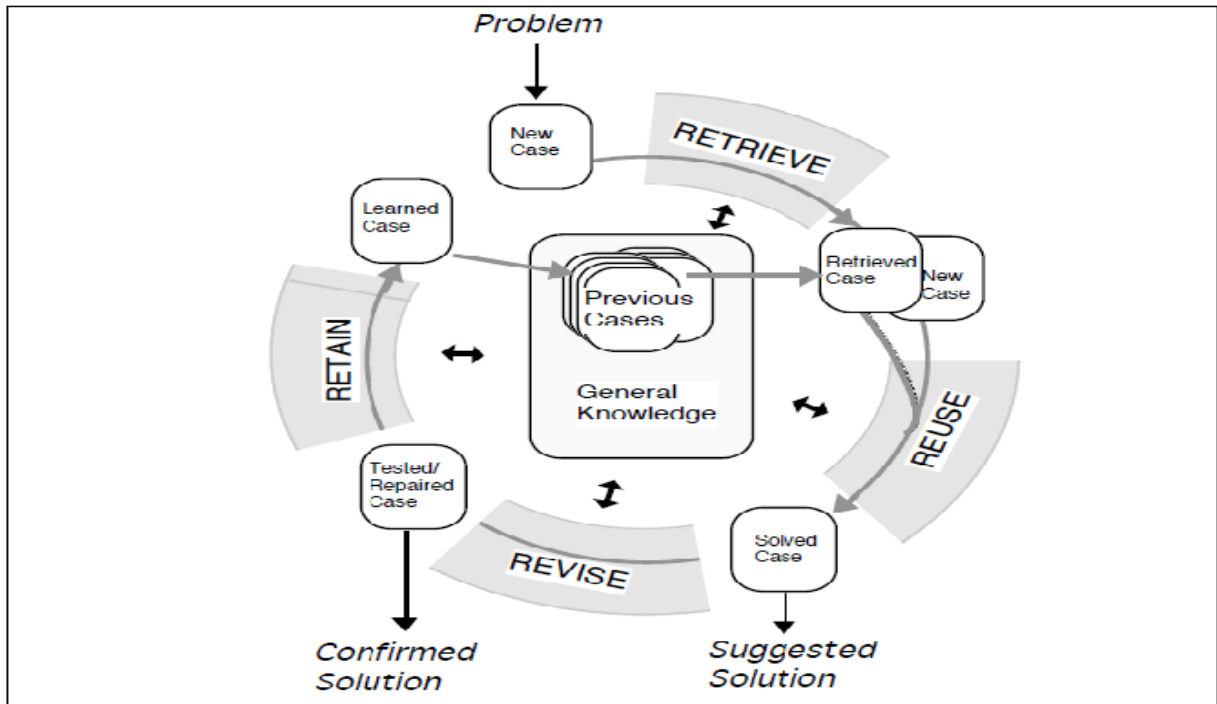 Problem
New
Case
RETRIEVE
Learned
Case
Retrieved
Case
New
Case
Previous
Cases
General
Knowledge
RETAIN
REUSE
Tested/
Repaired
Case
REVISE
Solved
Case
Confirmed
Solution
Suggested
Solution